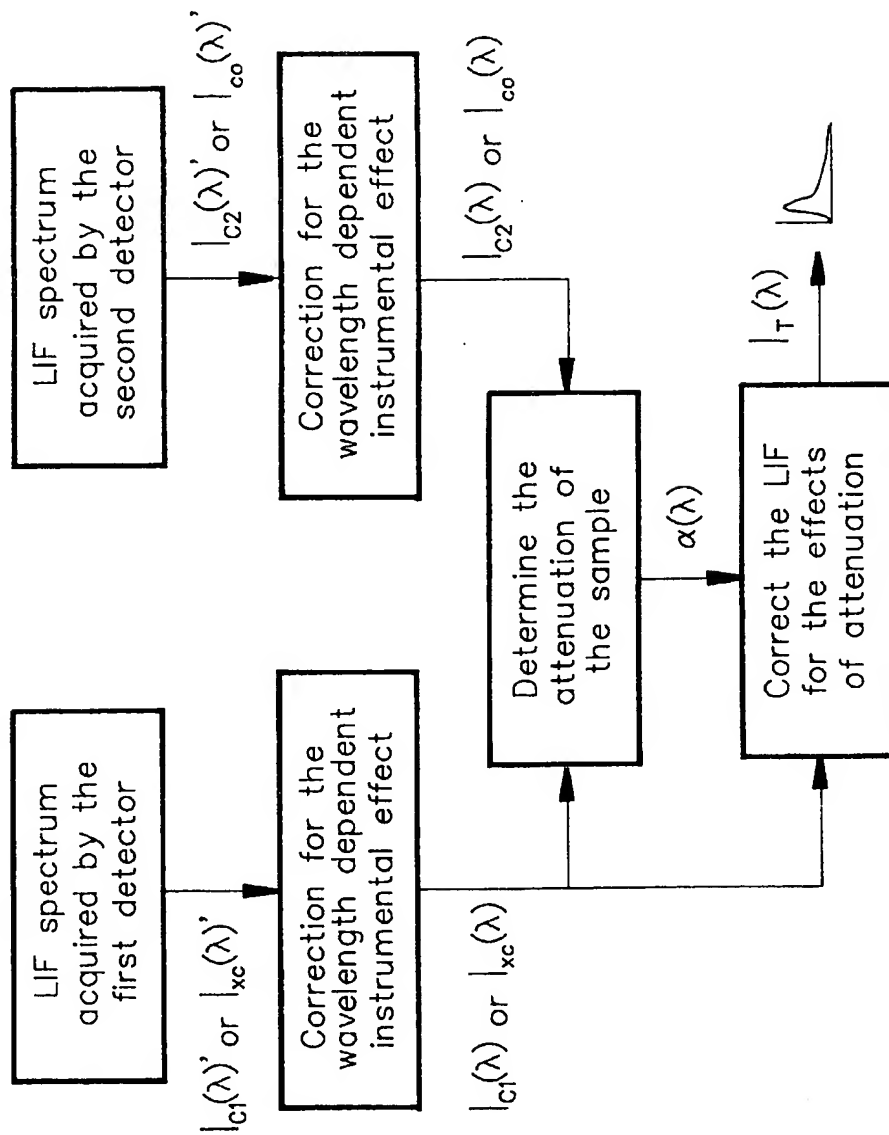 LIF spectrum
acquired by the
first detector
I_C1(λ)' or I_xc(λ)'
Correction for the
wavelength dependent
instrumental effect
I_C1(λ) or I_xc(λ)
LIF spectrum
acquired by the
second detector
I_C2(λ)' or I_co(λ)'
Correction for the
wavelength dependent
instrumental effect
I_C2(λ) or I_co(λ)
Determine the
attenuation of
the sample
α(λ)
Correct the LIF
for the effects
of attenuation
I_T(λ)